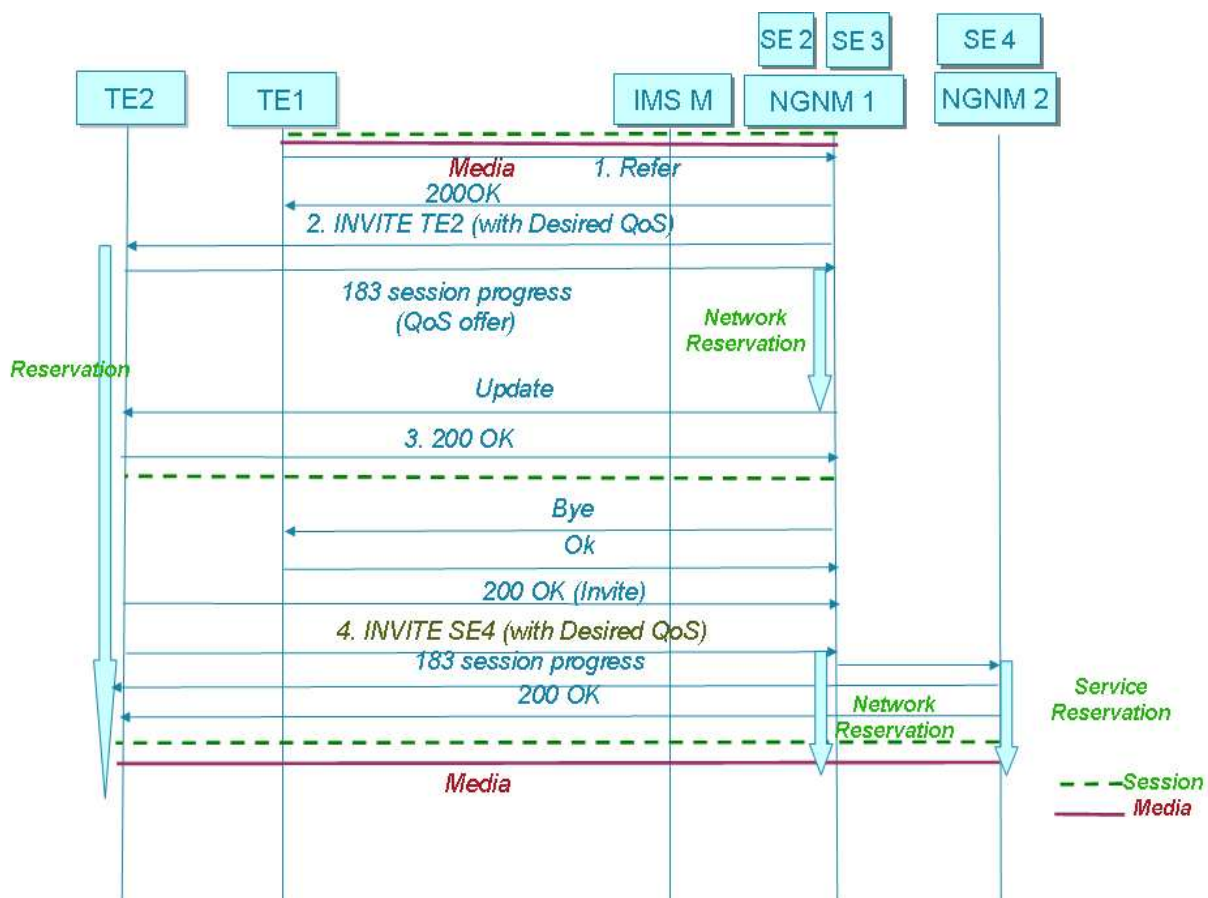 SE 2
SE 3
SE 4
TE2
TE1
IMS M
NGNM 1
NGNM 2
Media
1. Refer
200OK
2. INVITE TE2 (with Desired QoS)
183 session progress
(QoS offer)
Network
Reservation
Reservation
Update
3. 200 OK
Bye
Ok
200 OK (Invite)
4. INVITE SE4 (with Desired QoS)
183 session progress
200 OK
Network
Reservation
Service
Reservation
Media
Session
Media